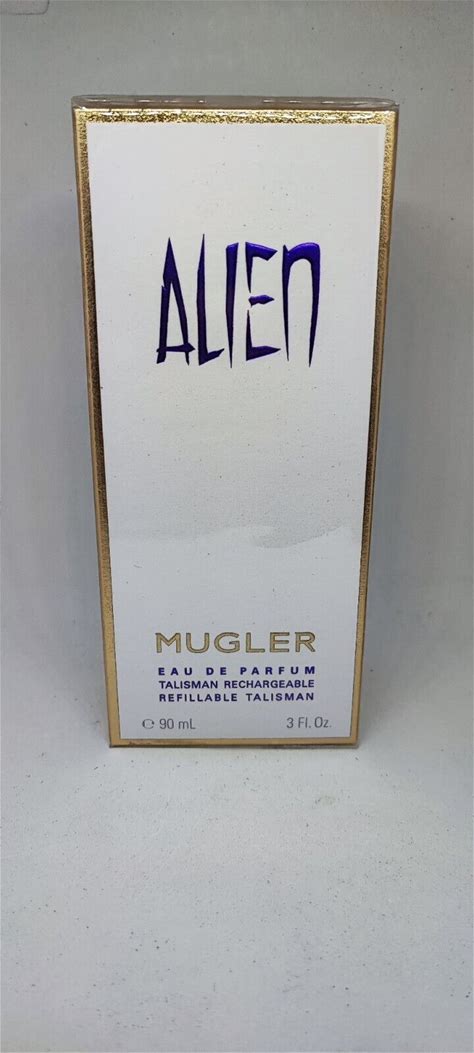 ALIEN
MUGLER
EAU DE PARFUM
TALISMAN RECHARGEABLE
REFILLABLE TALISMAN
℮ 90 mL 3 Fl. Oz.